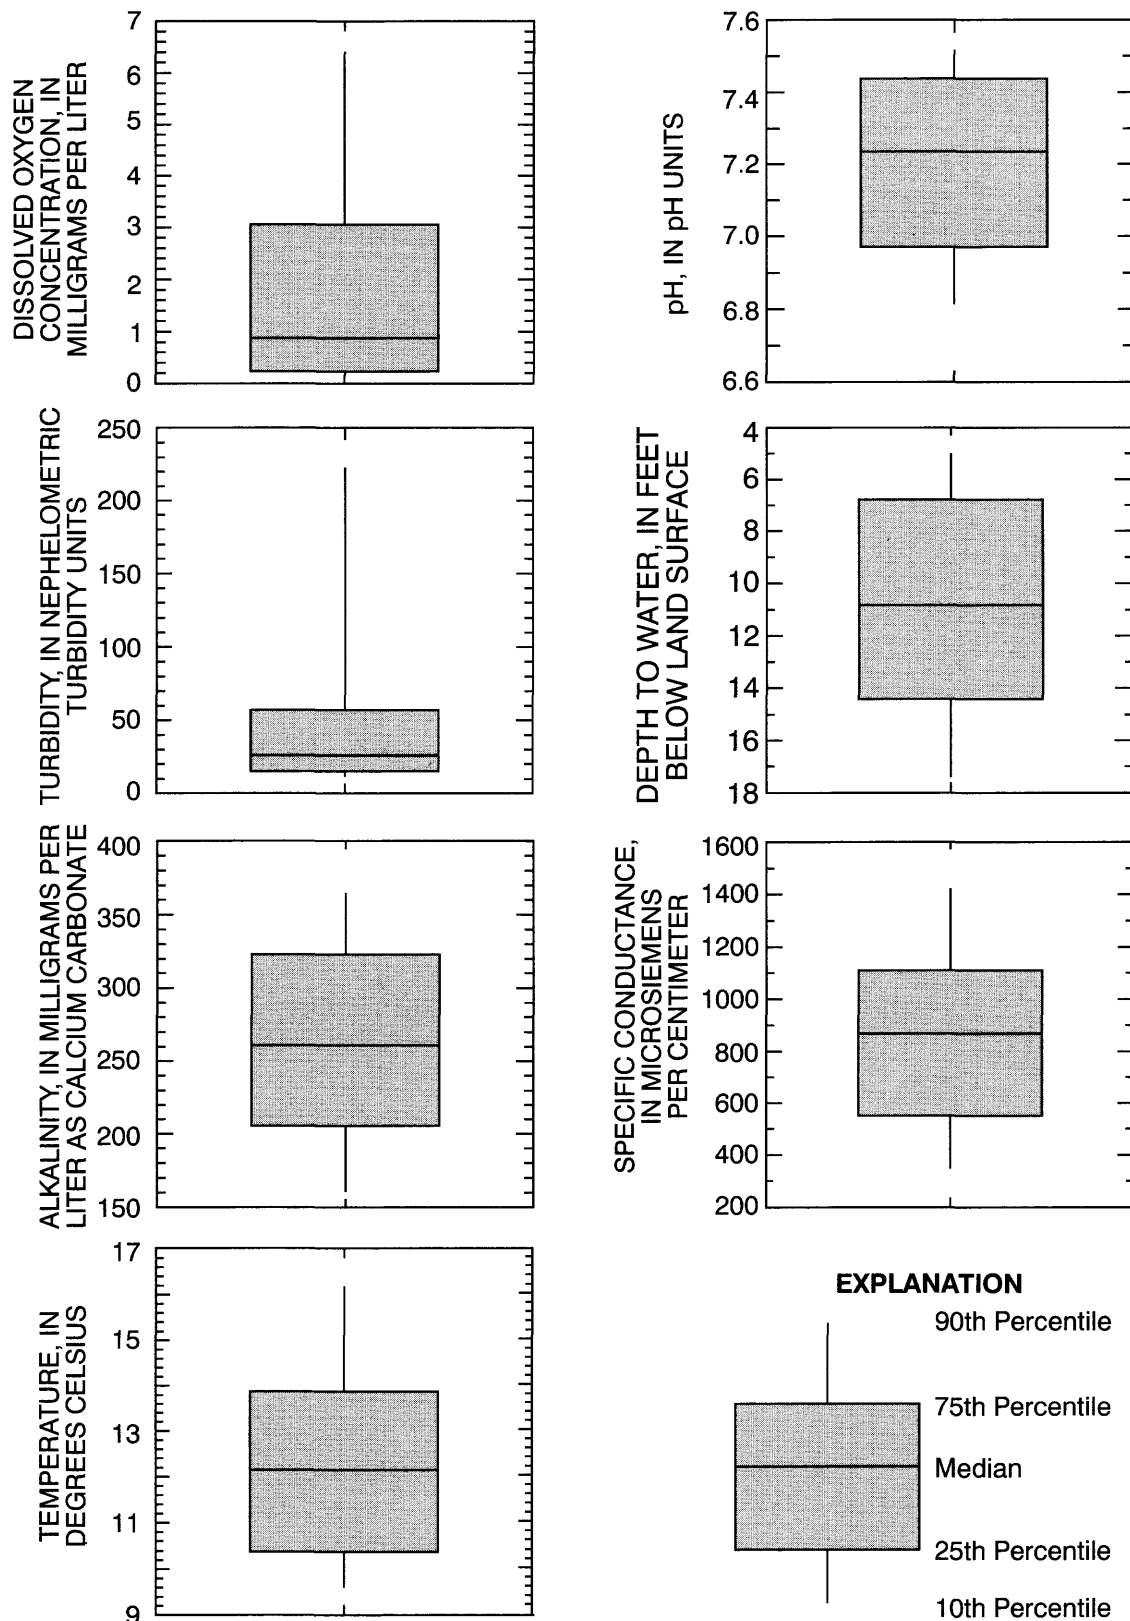 DISSOLVED OXYGEN
CONCENTRATION, IN
MILLIGRAMS PER LITER
7
6
5
4
3
2
1
0
pH, IN pH UNITS
7.6
7.4
7.2
7.0
6.8
6.6
TURBIDITY, IN NEPHELOMETRIC
TURBIDITY UNITS
250
200
150
100
50
0
DEPTH TO WATER, IN FEET
BELOW LAND SURFACE
4
6
8
10
12
14
16
18
ALKALINITY, IN MILLIGRAMS PER
LITER AS CALCIUM CARBONATE
400
350
300
250
200
150
SPECIFIC CONDUCTANCE,
IN MICROSIEMENS
PER CENTIMETER
1600
1400
1200
1000
800
600
400
200
TEMPERATURE, IN
DEGREES CELSIUS
17
15
13
11
9
EXPLANATION
90th Percentile
75th Percentile
Median
25th Percentile
10th Percentile